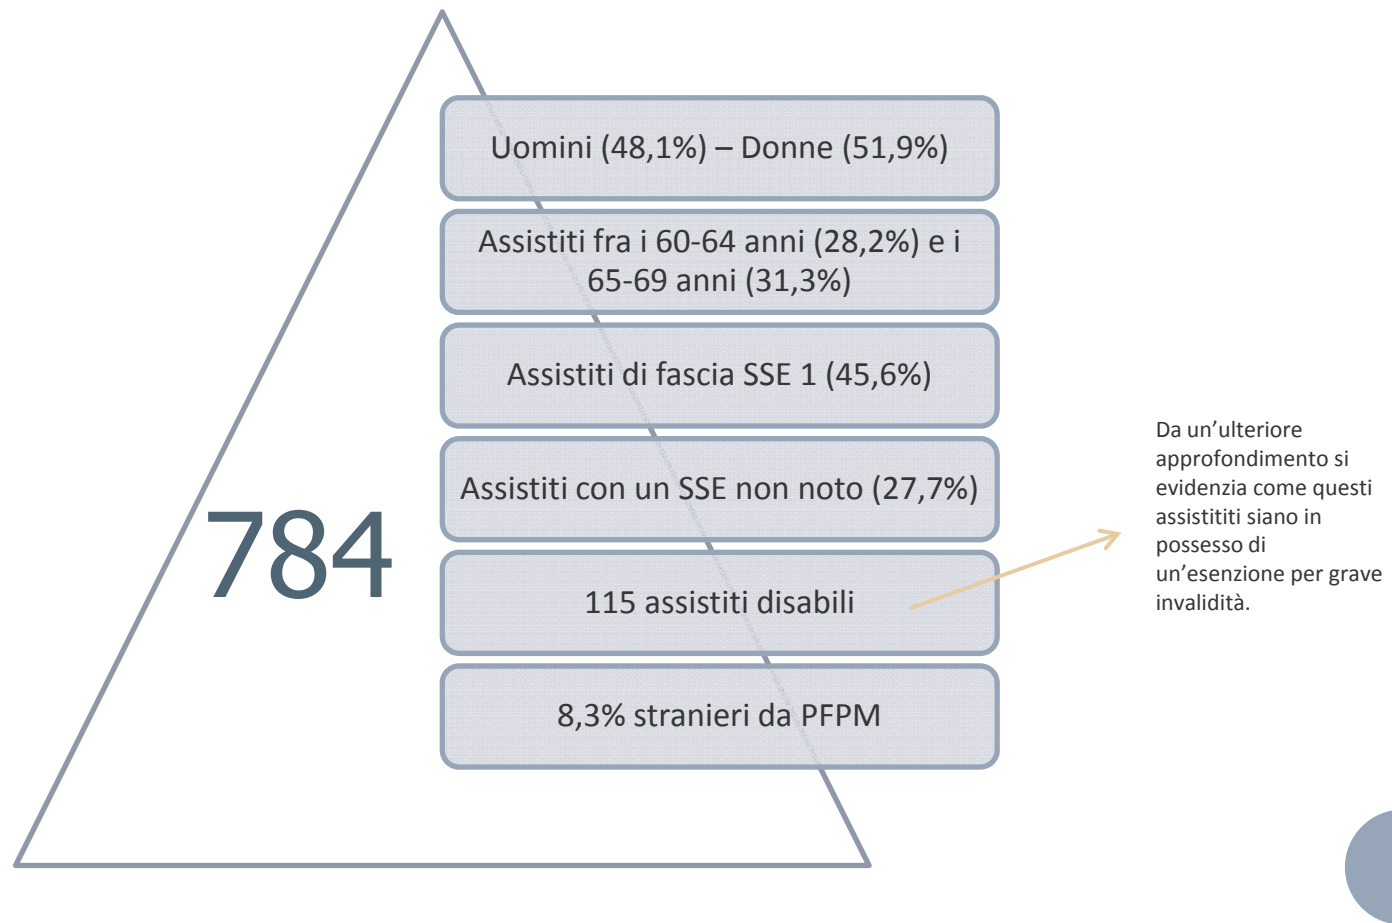 Uomini (48,1%) – Donne (51,9%)
Assistiti fra i 60-64 anni (28,2%) e i
65-69 anni (31,3%)
Assistiti di fascia SSE 1 (45,6%)
Assistiti con un SSE non noto (27,7%)
784
115 assistiti disabili
8,3% stranieri da PFPM
Da un’ulteriore
approfondimento si
evidenzia come questi
assistititi siano in
possesso di
un’esenzione per grave
invalidità.